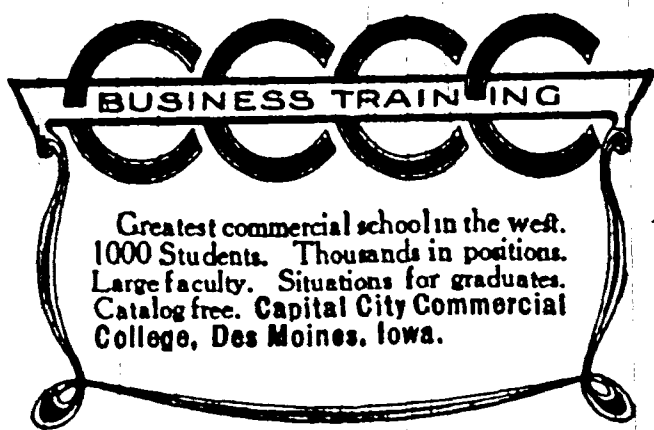 CCCC
BUSINESS TRAINING
Greatest commercial school in the west.
1000 Students. Thousands in positions.
Large faculty. Situations for graduates.
Catalog free. Capital City Commercial
College, Des Moines, Iowa.